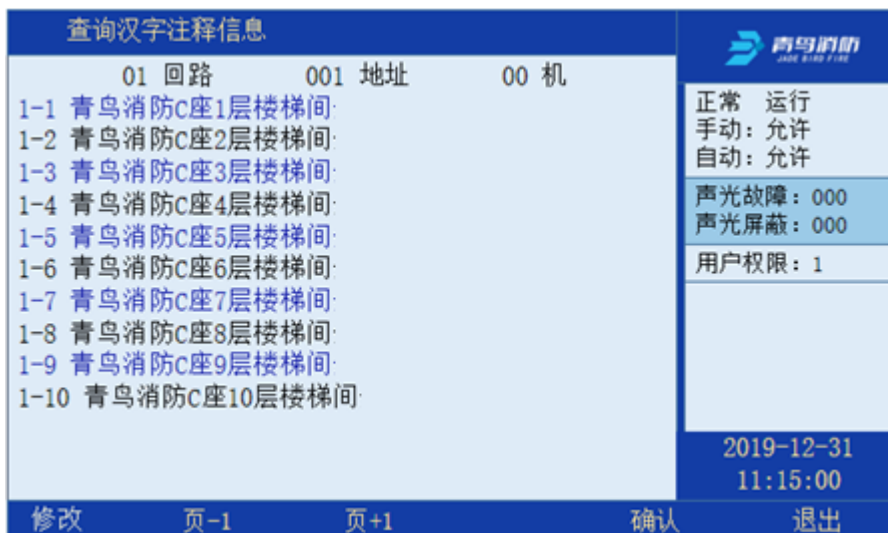 查询汉字注释信息
01 回路 001 地址 00 机
1-1 青鸟消防C座1层楼梯间
1-2 青鸟消防C座2层楼梯间
1-3 青鸟消防C座3层楼梯间
1-4 青鸟消防C座4层楼梯间
1-5 青鸟消防C座5层楼梯间
1-6 青鸟消防C座6层楼梯间
1-7 青鸟消防C座7层楼梯间
1-8 青鸟消防C座8层楼梯间
1-9 青鸟消防C座9层楼梯间
1-10 青鸟消防C座10层楼梯间
青鸟消防
JADE BIRD FIRE
正常 运行
手动：允许
自动：允许
声光故障：000
声光屏蔽：000
用户权限：1
2019-12-31
11:15:00
修改 页-1 页+1 确认 退出